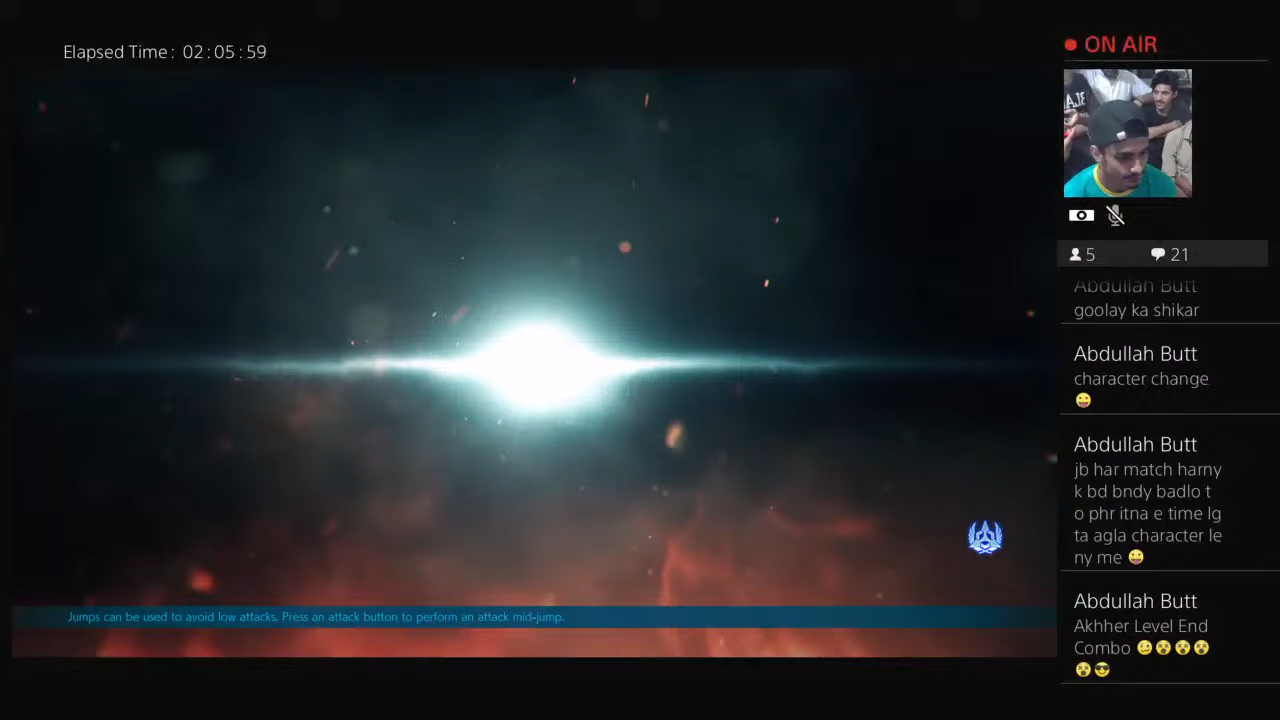 Elapsed Time: 02:05:59
ON AIR
5 21
Abdullah Butt
goolay ka shikar
Abdullah Butt
character change
😀
Abdullah Butt
jb har match harny
k bd bndy badlo t
o phr itna e time lg
ta agla character le
ny me 😀
Abdullah Butt
Akhher Level End
Combo 🥴😵😵😵
😵😎
Jumps can be used to avoid low attacks. Press an attack button to perform an attack mid-jump.